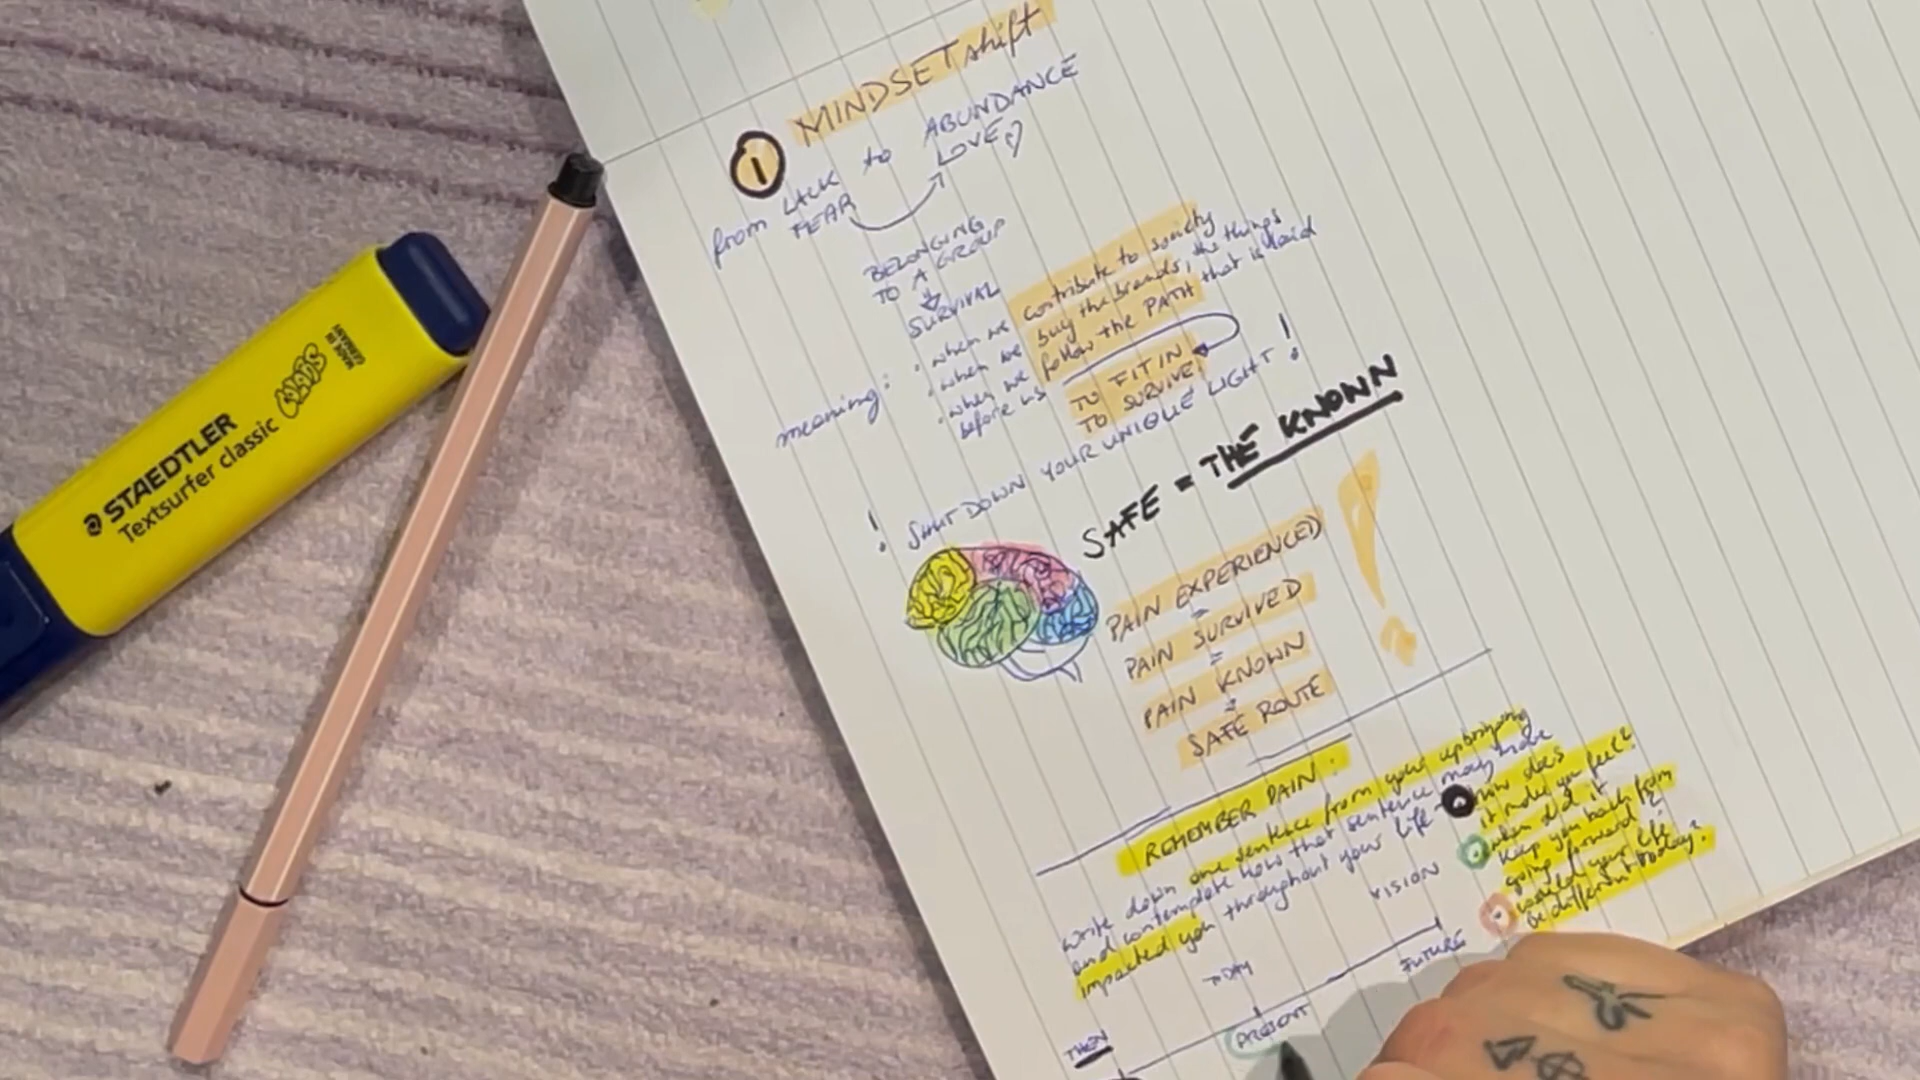 1 MINDSET shift
from LACK to ABUNDANCE
FEAR LOVE
BELONGING
TO A GROUP
SURVIVAL
meaning:
• when we contribute to society
• when we buy the brands, the things
• when we follow the PATH that is laid
before us
TO FIT IN
TO SURVIVE!
! SHUT DOWN YOUR UNIQUE LIGHT !
SAFE = THE KNOWN
PAIN EXPERIENCED
=
PAIN SURVIVED
=
PAIN KNOWN
=
SAFE ROUTE
!
REMEMBER PAIN:
write down one sentence from your upbringing
and contemplate how that sentence may have
impacted you throughout your life
how does
it make you feel?
when did it
keep you back from
going forward
would your life
be different today?
VISION
TODAY
THEN
PRESENT
FUTURE
STAEDTLER
Textsurfer classic
MADE IN
GERMANY